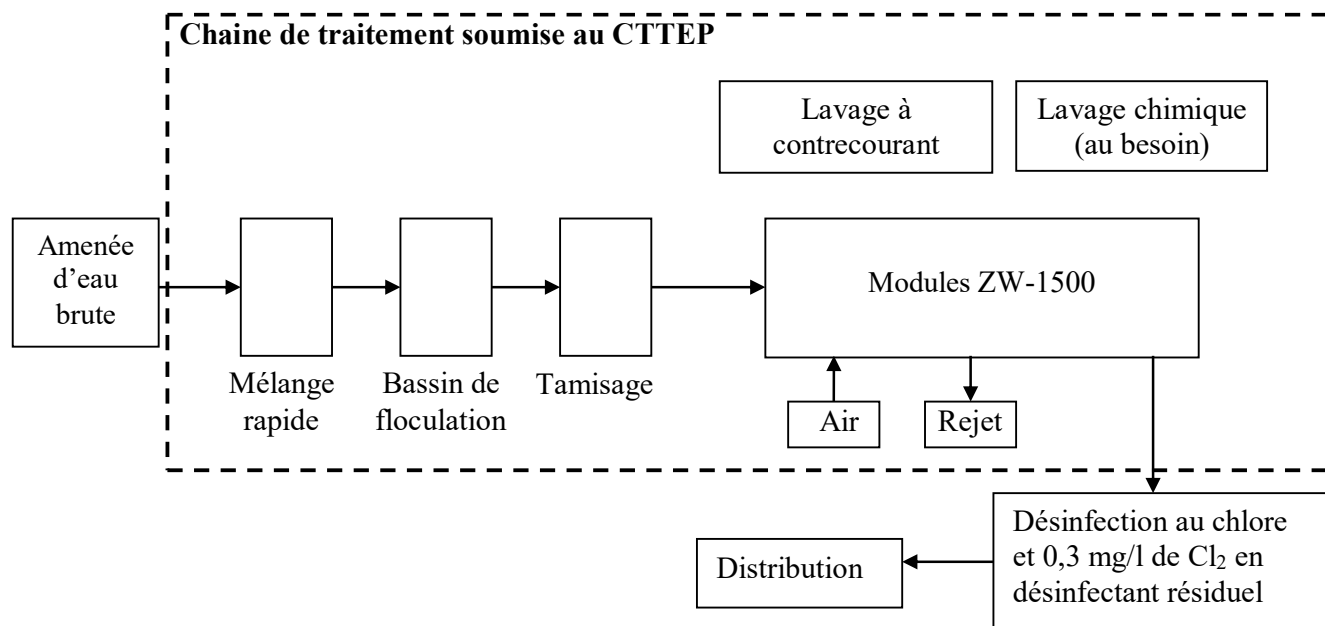 Chaine de traitement soumise au CTTEP
Lavage à
contrecourant
Lavage chimique
(au besoin)
Amenée
d’eau
brute
Modules ZW-1500
Mélange
rapide
Bassin de
floculation
Tamisage
Air
Rejet
Désinfection au chlore
et 0,3 mg/l de Cl₂ en
désinfectant résiduel
Distribution